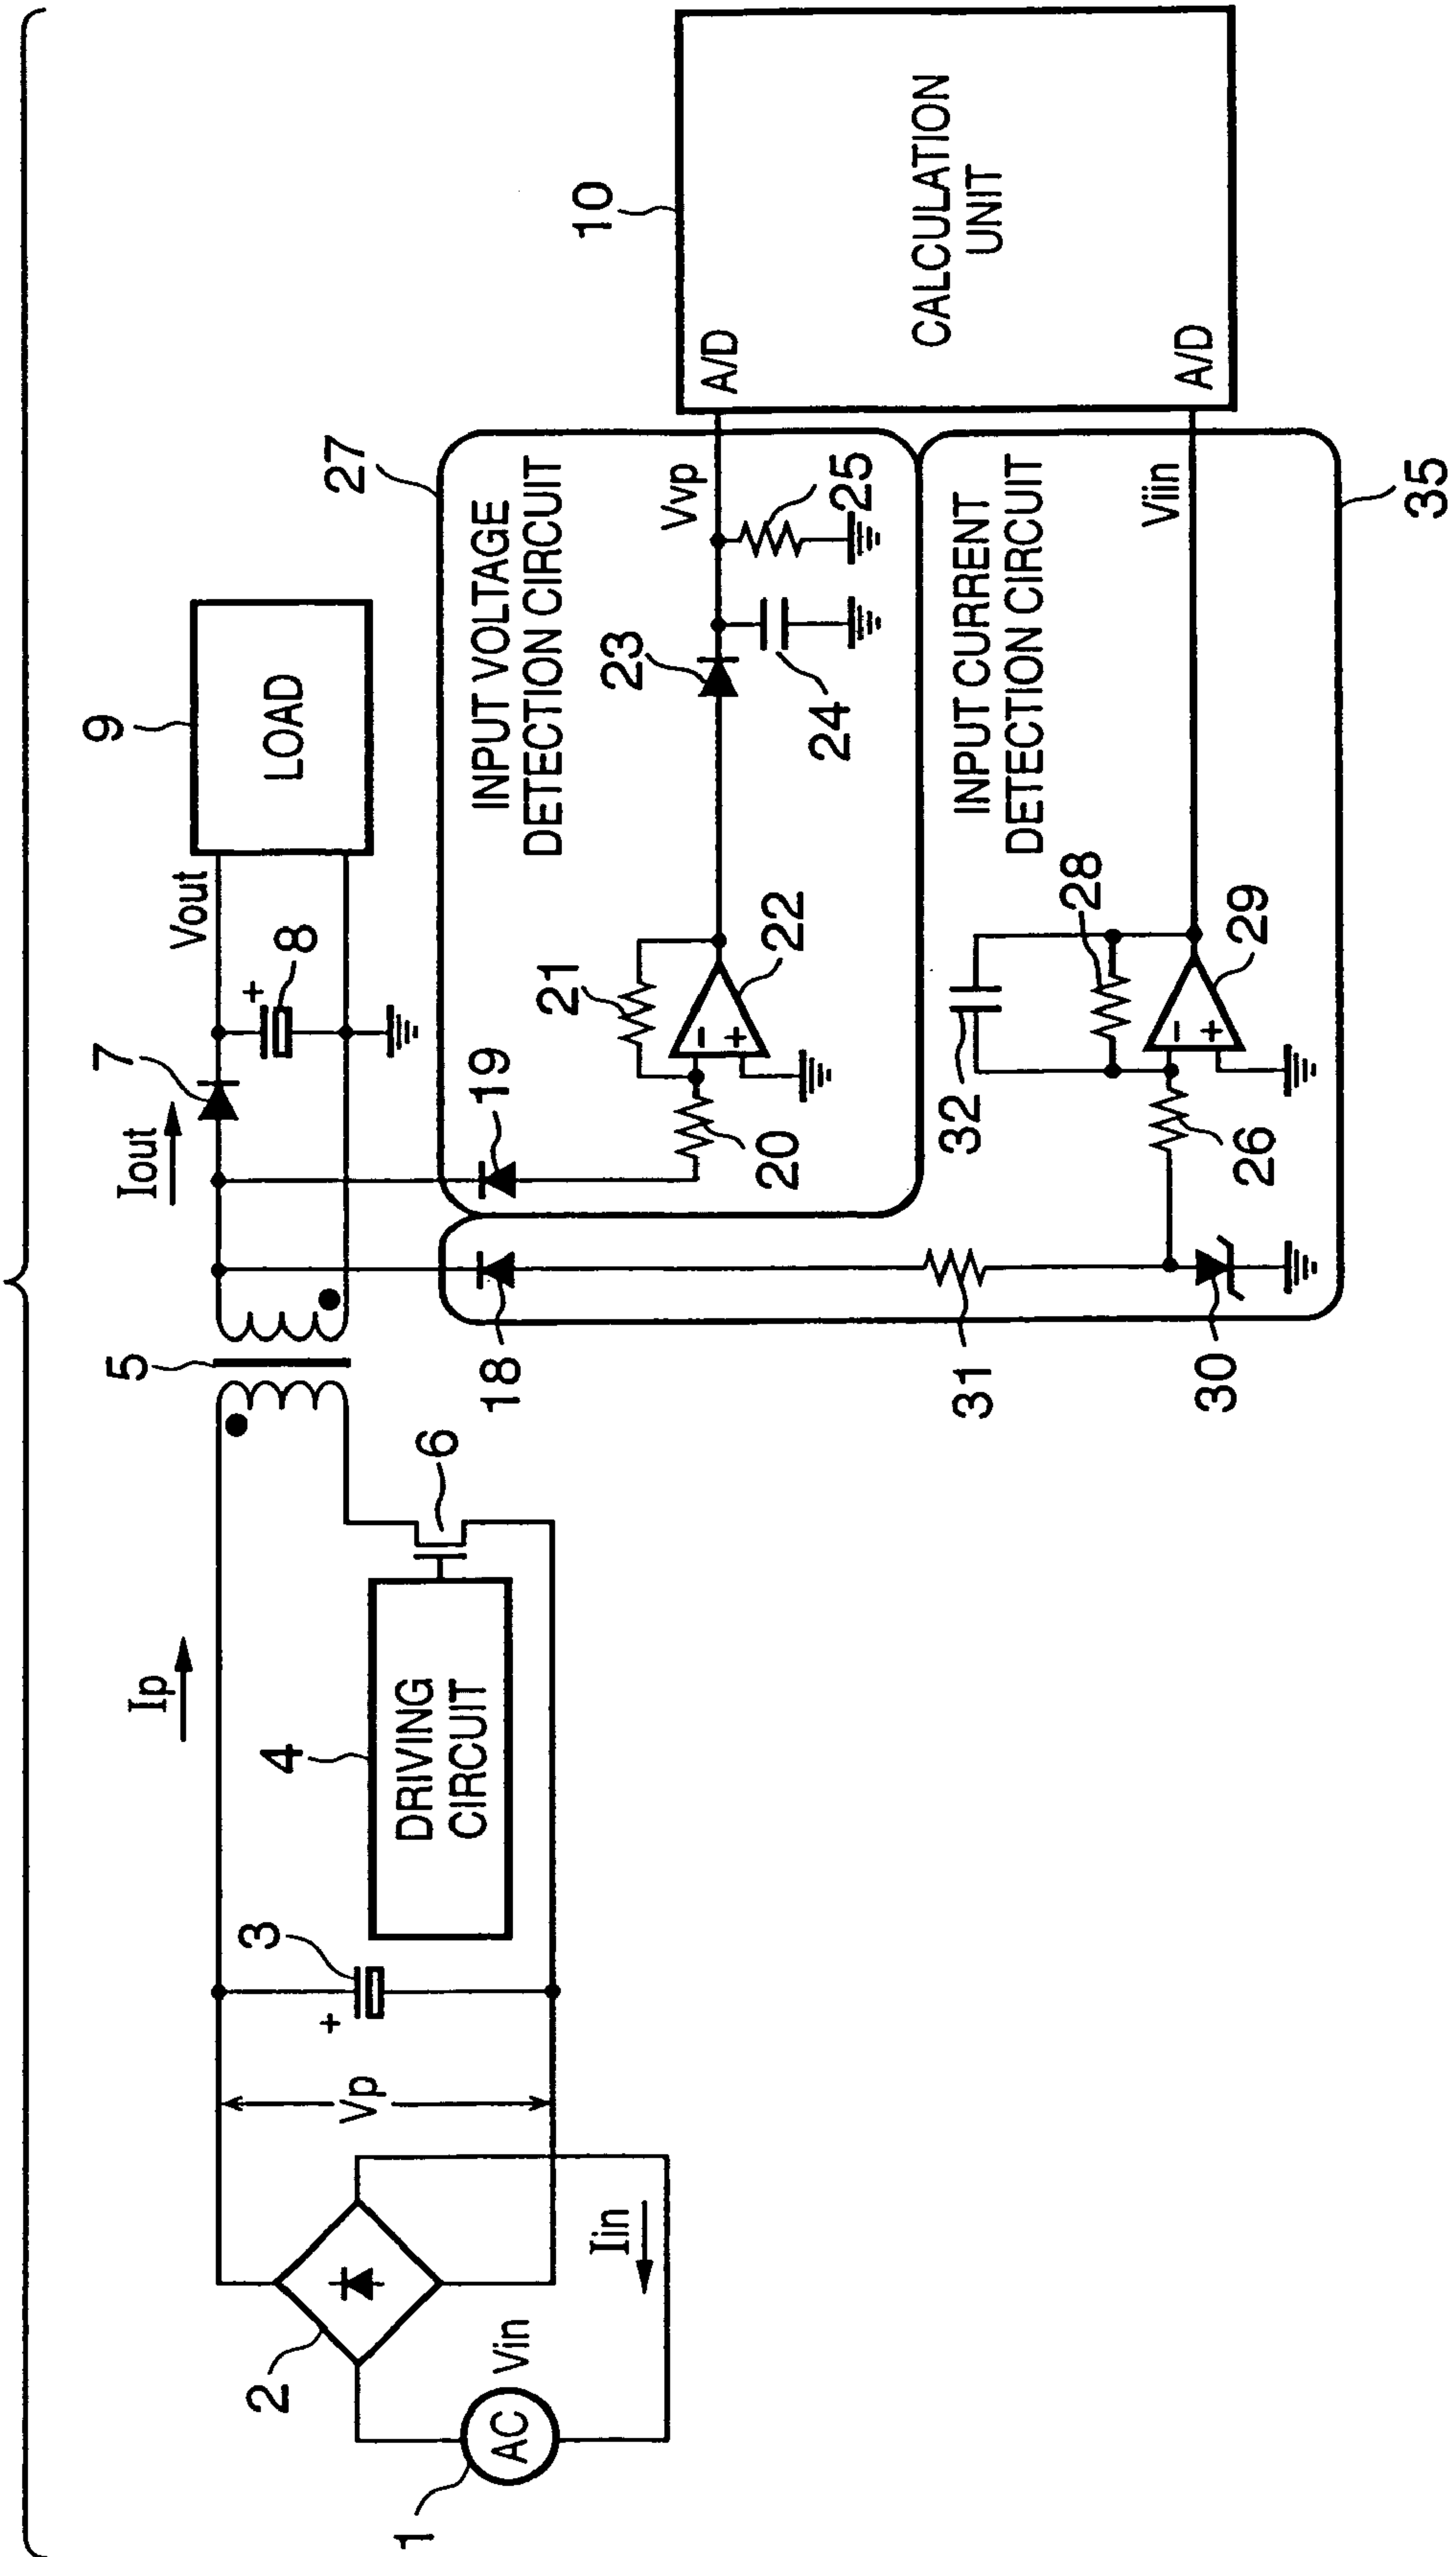 Ip
Iout
Vout
9
LOAD
7
+
8
5
1
AC
Vin
Iin
2
Vp
+
3
4
DRIVING
CIRCUIT
6
27
INPUT VOLTAGE
DETECTION CIRCUIT
19
20
21
-
+
22
23
24
Vvp
25
10
A/D
CALCULATION
UNIT
A/D
INPUT CURRENT
DETECTION CIRCUIT
18
31
30
26
32
28
-
+
29
Viin
35